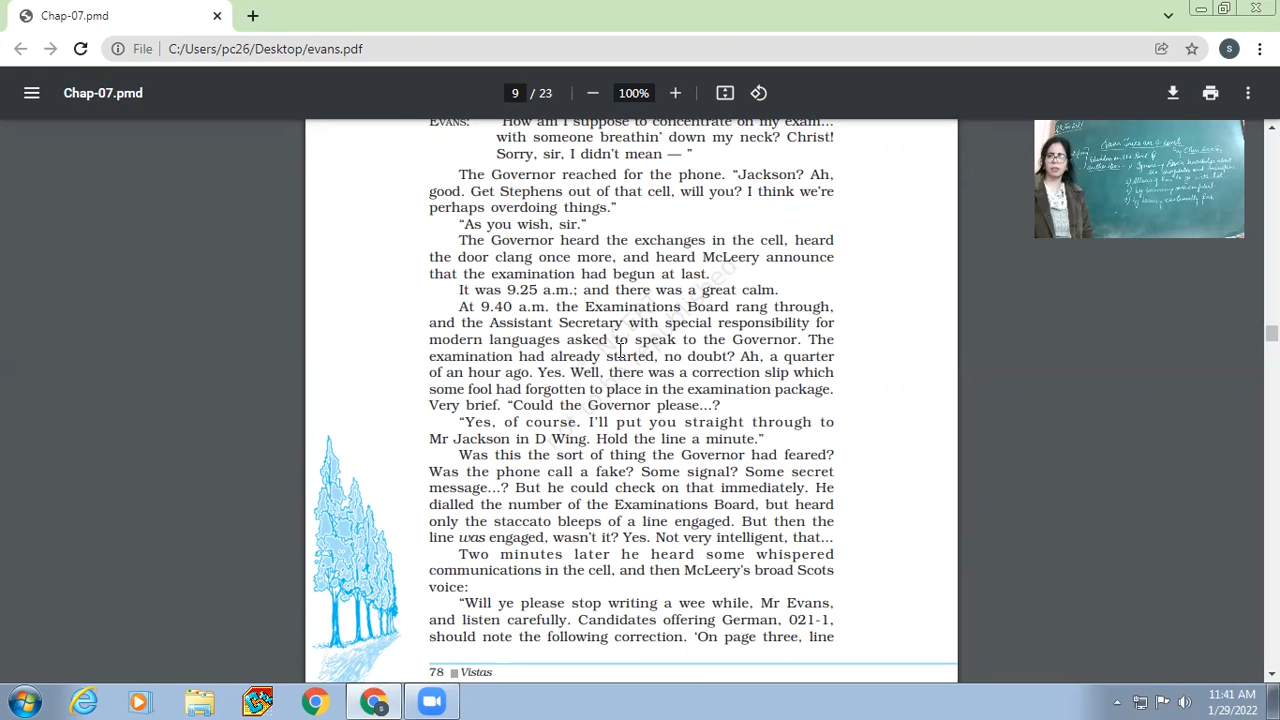 Chap-07.pmd
File C:/Users/pc26/Desktop/evans.pdf
S
Chap-07.pmd
9 / 23
100%
EVANS: How am I suppose to concentrate on my exam...
with someone breathin' down my neck? Christ!
Sorry, sir, I didn't mean — ”
The Governor reached for the phone. “Jackson? Ah,
good. Get Stephens out of that cell, will you? I think we're
perhaps overdoing things.”
“As you wish, sir.”
The Governor heard the exchanges in the cell, heard
the door clang once more, and heard McLeery announce
that the examination had begun at last.
It was 9.25 a.m.; and there was a great calm.
At 9.40 a.m. the Examinations Board rang through,
and the Assistant Secretary with special responsibility for
modern languages asked to speak to the Governor. The
examination had already started, no doubt? Ah, a quarter
of an hour ago. Yes. Well, there was a correction slip which
some fool had forgotten to place in the examination package.
Very brief. “Could the Governor please...?
“Yes, of course. I'll put you straight through to
Mr Jackson in D Wing. Hold the line a minute.”
Was this the sort of thing the Governor had feared?
Was the phone call a fake? Some signal? Some secret
message...? But he could check on that immediately. He
dialled the number of the Examinations Board, but heard
only the staccato bleeps of a line engaged. But then the
line was engaged, wasn't it? Yes. Not very intelligent, that...
Two minutes later he heard some whispered
communications in the cell, and then McLeery's broad Scots
voice:
“Will ye please stop writing a wee while, Mr Evans,
and listen carefully. Candidates offering German, 021-1,
should note the following correction. ‘On page three, line
78 Vistas
11:41 AM
1/29/2022